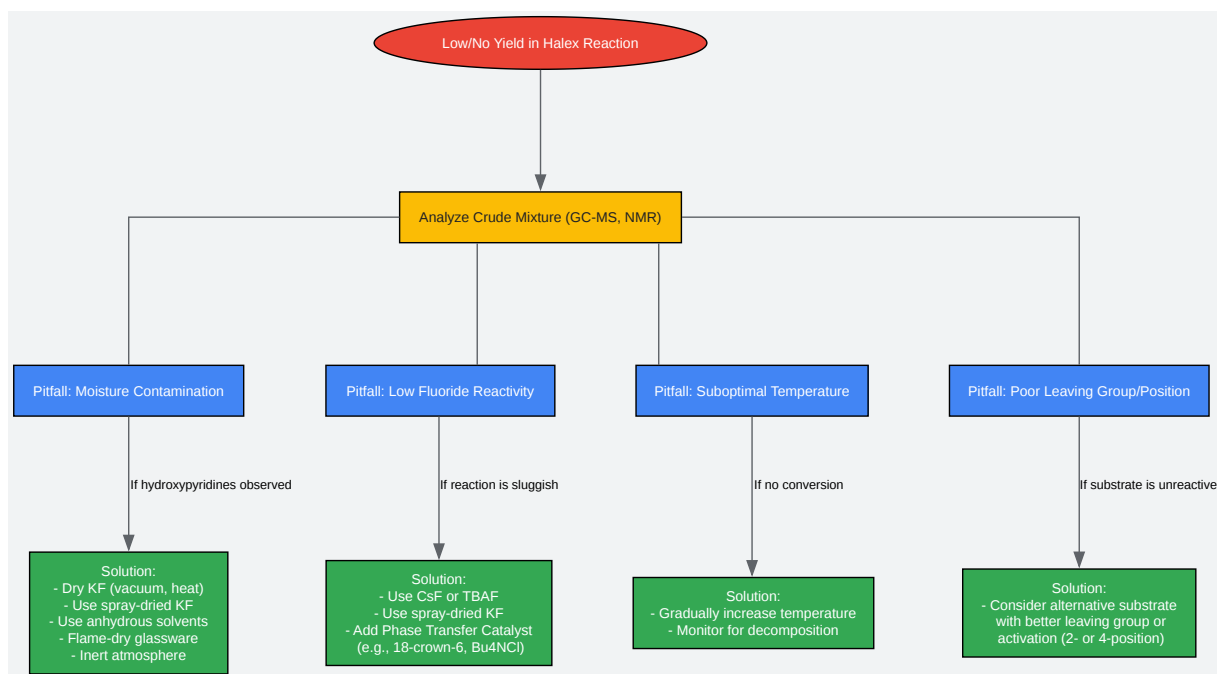 Low/No Yield in Halex Reaction
Analyze Crude Mixture (GC-MS, NMR)
Pitfall: Moisture Contamination
Pitfall: Low Fluoride Reactivity
Pitfall: Suboptimal Temperature
Pitfall: Poor Leaving Group/Position
If hydroxypyridines observed
If reaction is sluggish
If no conversion
If substrate is unreactive
Solution:
- Dry KF (vacuum, heat)
- Use spray-dried KF
- Use anhydrous solvents
- Flame-dry glassware
- Inert atmosphere
Solution:
- Use CsF or TBAF
- Use spray-dried KF
- Add Phase Transfer Catalyst
(e.g., 18-crown-6, Bu4NCl)
Solution:
- Gradually increase temperature
- Monitor for decomposition
Solution:
- Consider alternative substrate
with better leaving group or
activation (2- or 4-position)